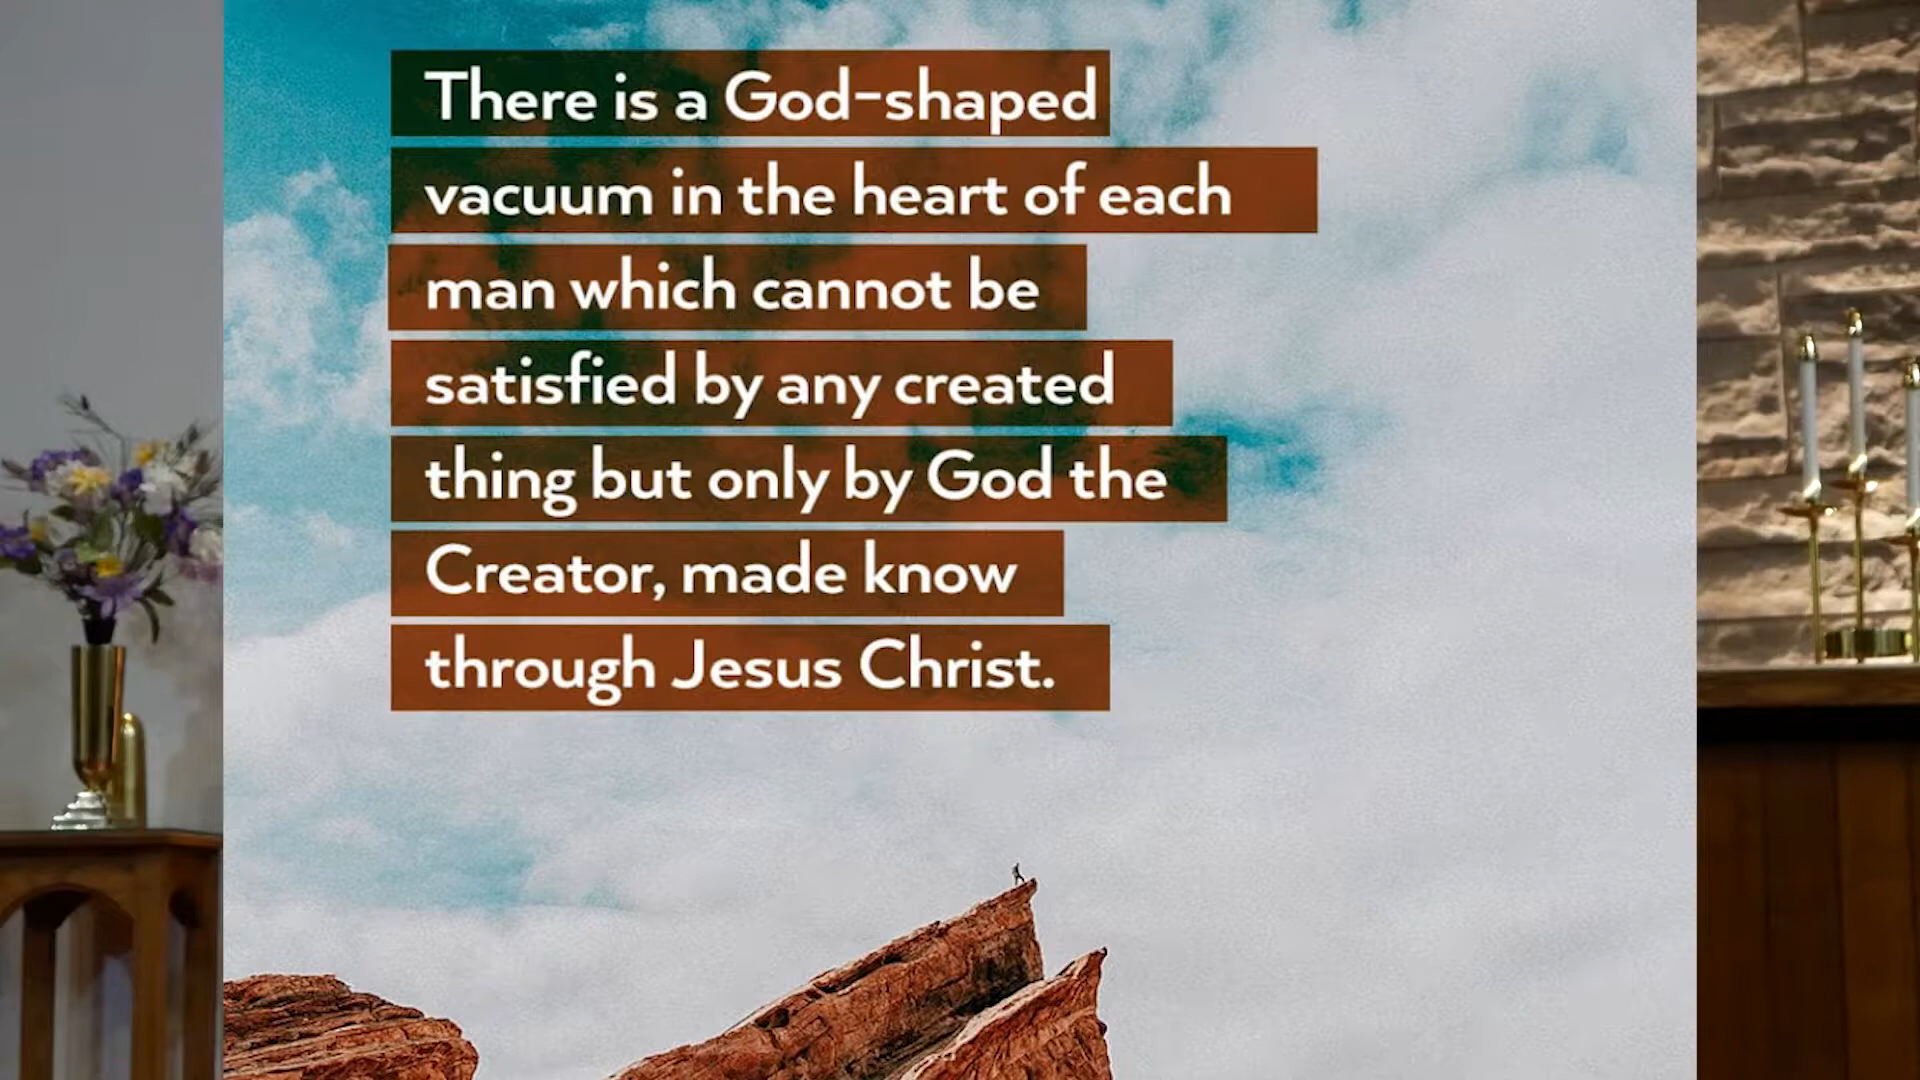 There is a God-shaped
vacuum in the heart of each
man which cannot be
satisfied by any created
thing but only by God the
Creator, made know
through Jesus Christ.